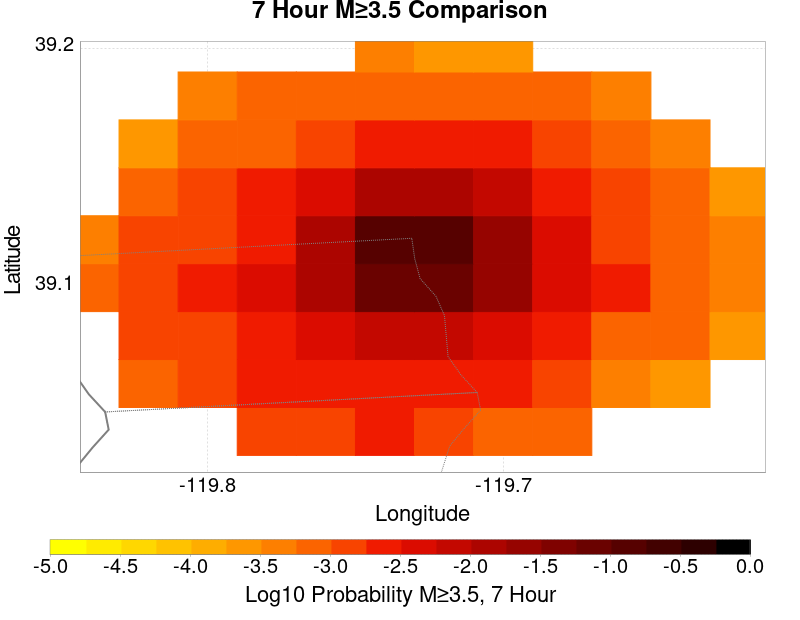 7 Hour M≥3.5 Comparison
39.2
39.1
Latitude
-119.8 -119.7
Longitude
-5.0 -4.5 -4.0 -3.5 -3.0 -2.5 -2.0 -1.5 -1.0 -0.5 0.0
Log10 Probability M≥3.5, 7 Hour